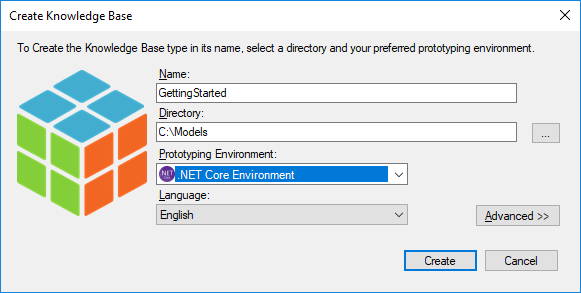 Create Knowledge Base
To Create the Knowledge Base type in its name, select a directory and your preferred prototyping environment.
Name:
GettingStarted
Directory:
C:\Models
...
Prototyping Environment:
.NET Core Environment
Language:
English
Advanced >>
Create
Cancel